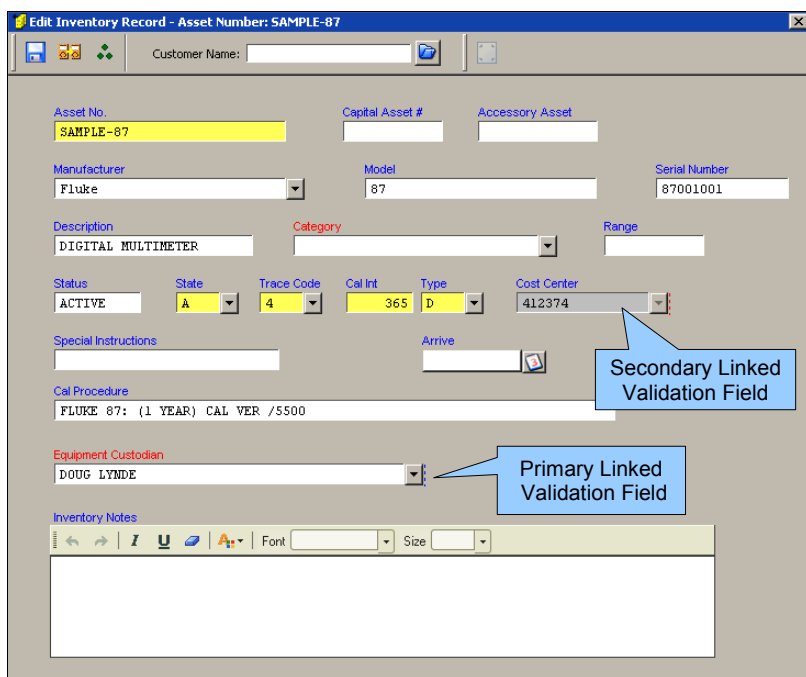 Edit Inventory Record - Asset Number: SAMPLE-87
Customer Name:
Asset No. Capital Asset # Accessory Asset
SAMPLE-87
Manufacturer Model Serial Number
Fluke 87 87001001
Description Category Range
DIGITAL MULTIMETER
Status State Trace Code Cal Int Type Cost Center
ACTIVE A 4 365 D 412374
Special Instructions Arrive
3
Secondary Linked
Validation Field
Cal Procedure
FLUKE 87: (1 YEAR) CAL VER /5500
Equipment Custodian
DOUG LYNDE
Primary Linked
Validation Field
Inventory Notes
I U A Font Size